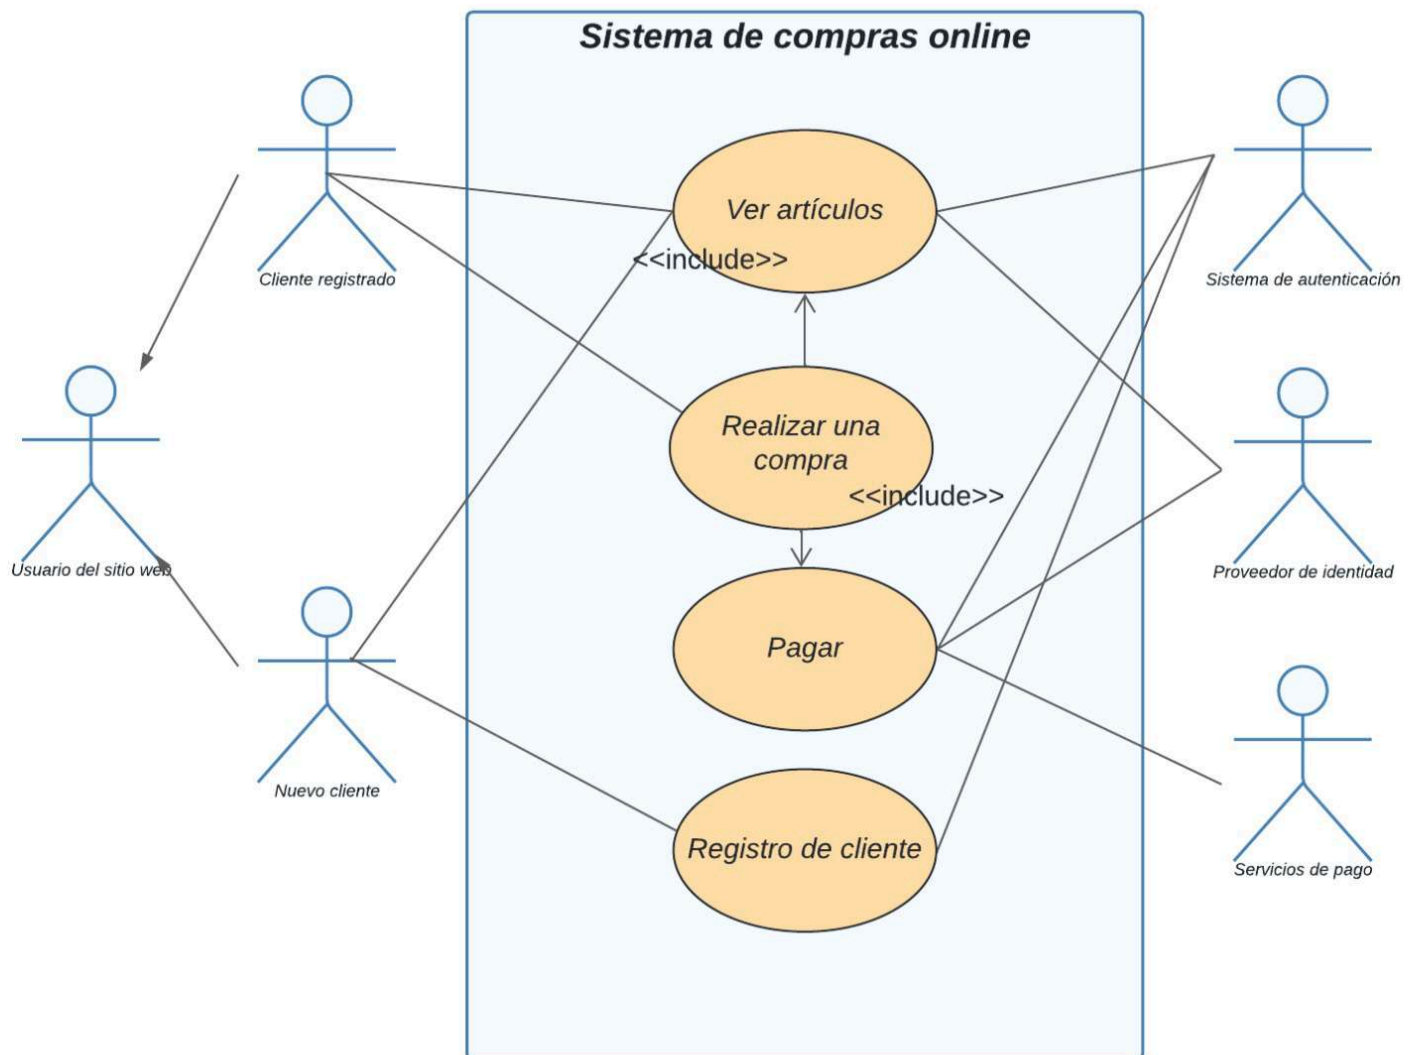 Sistema de compras online
Ver artículos
<<include>>
Cliente registrado
Sistema de autenticación
Realizar una
compra
<<include>>
Usuario del sitio web
Proveedor de identidad
Pagar
Nuevo cliente
Registro de cliente
Servicios de pago